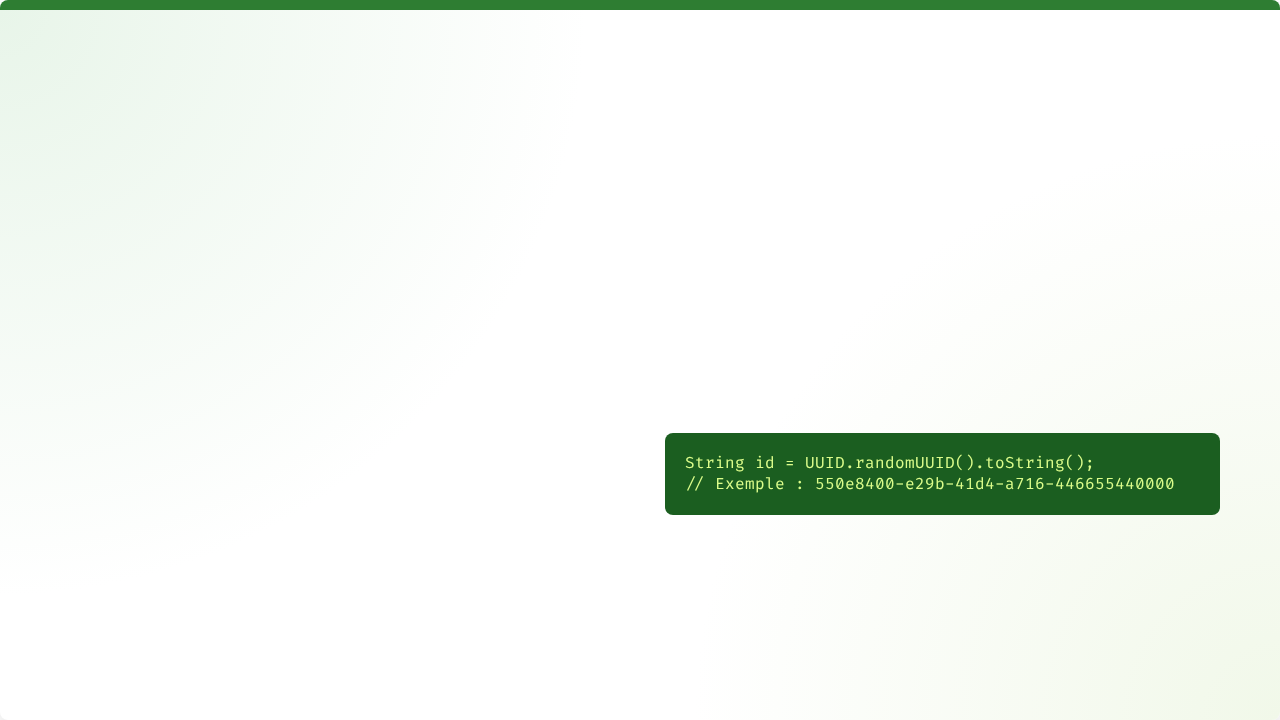 String id = UUID.randomUUID().toString();
// Exemple : 550e8400-e29b-41d4-a716-446655440000